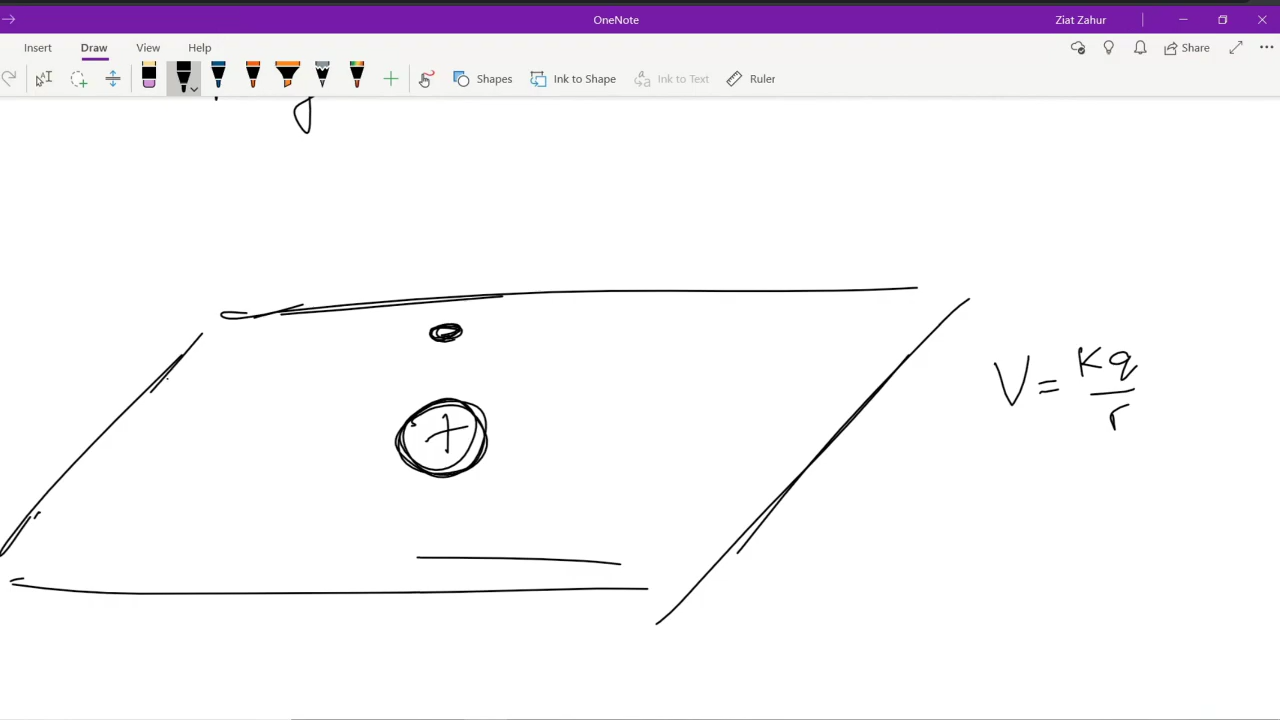 OneNote
Ziat Zahur
Insert Draw View Help
Share
Shapes Ink to Shape Ink to Text Ruler
g
+
V = Kq/r